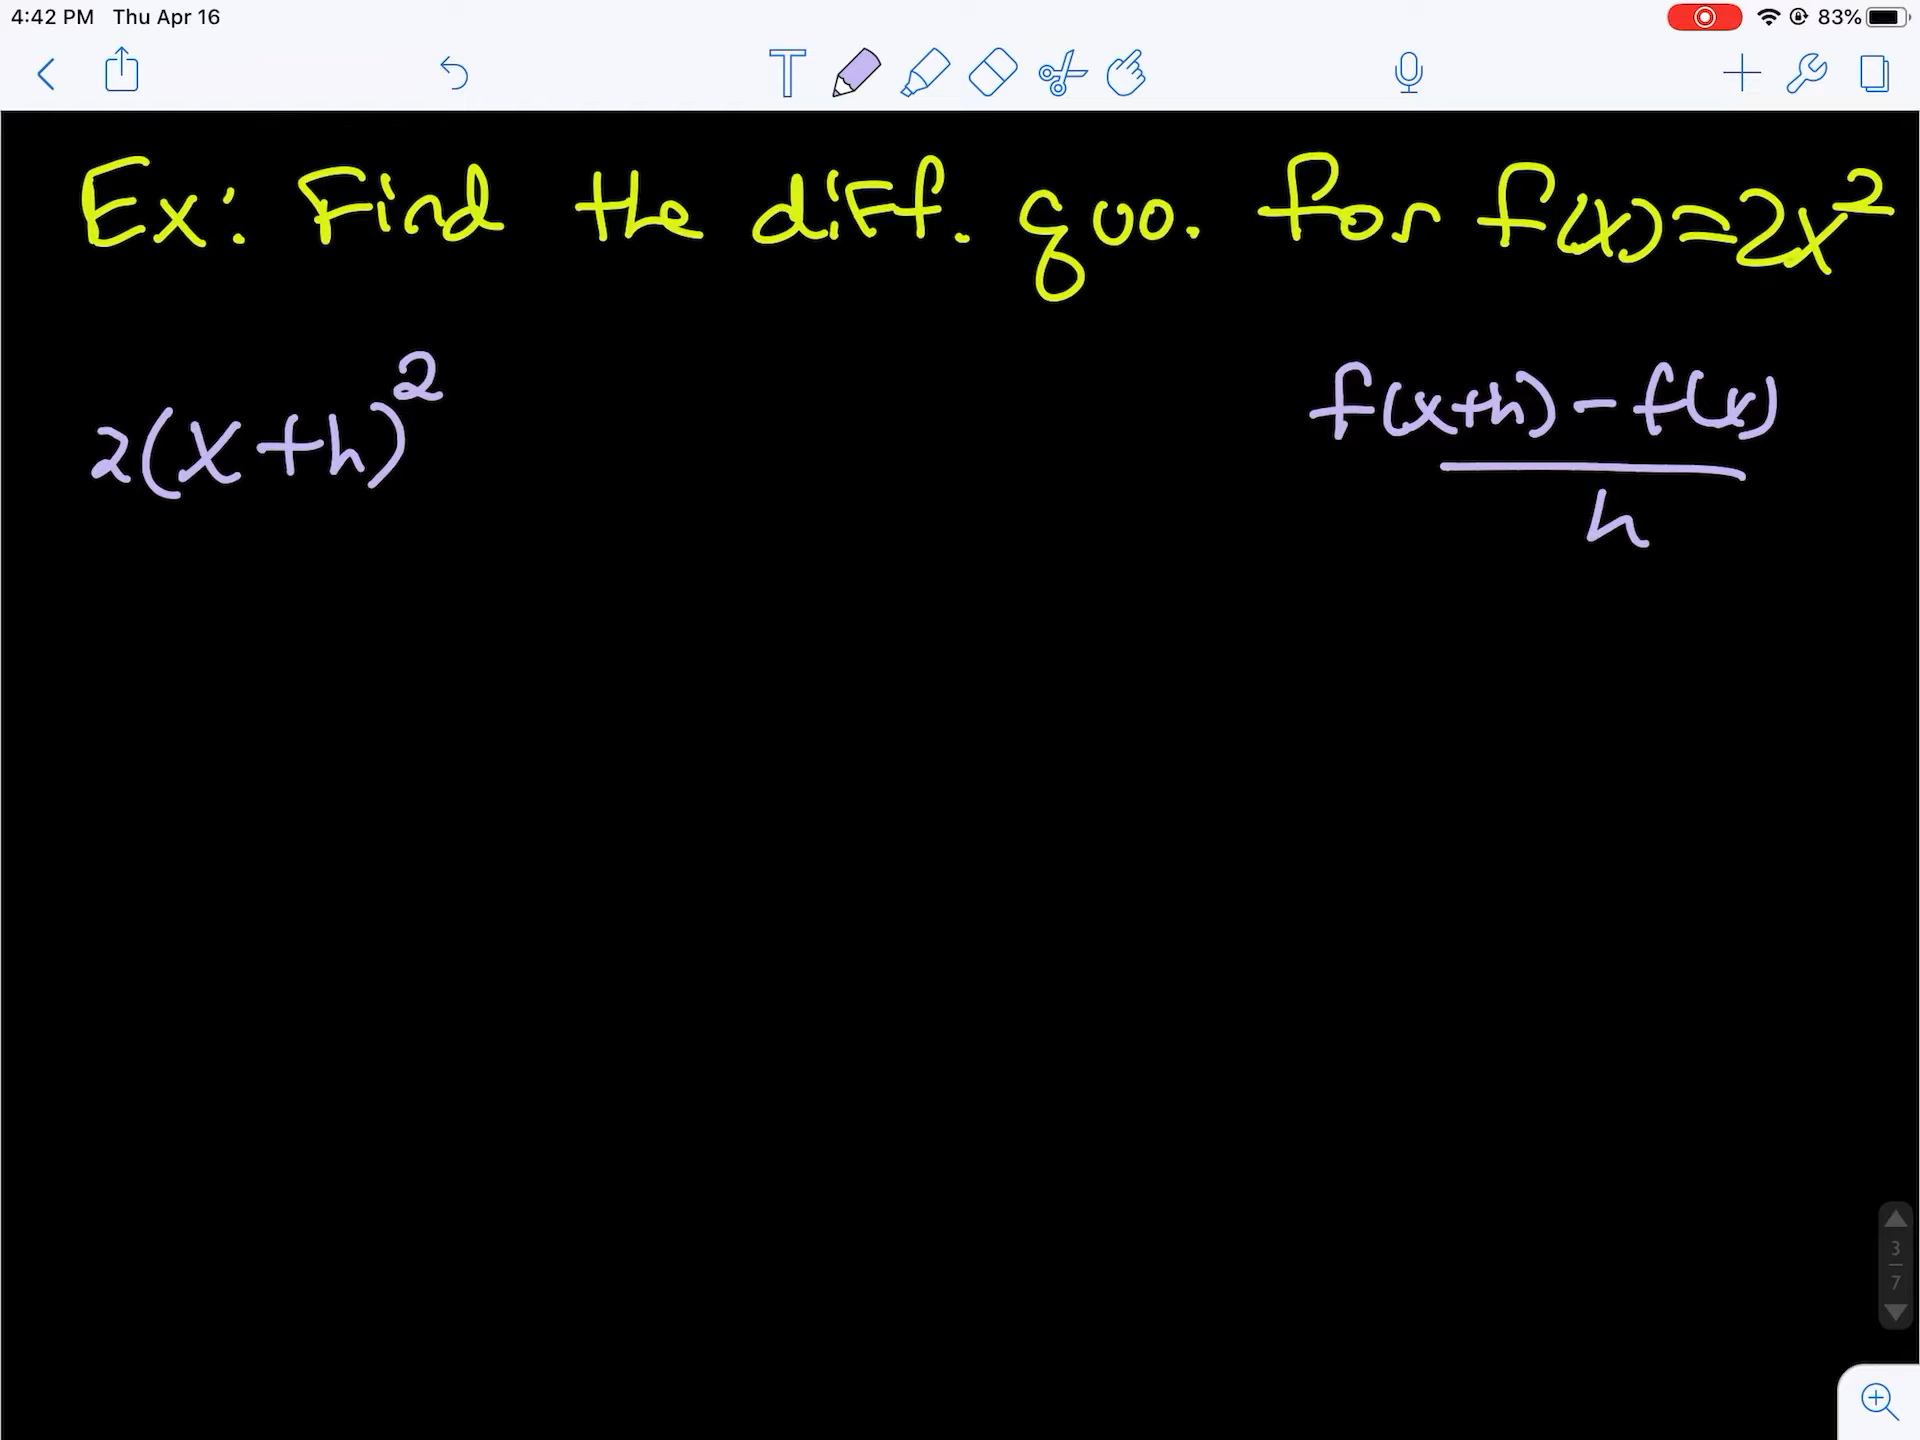 4:42 PM Thu Apr 16 83%
T
Ex: Find the diff. quo. for f(x)=2x²
2(x+h)² f(x+h)-f(x)
h
3
7